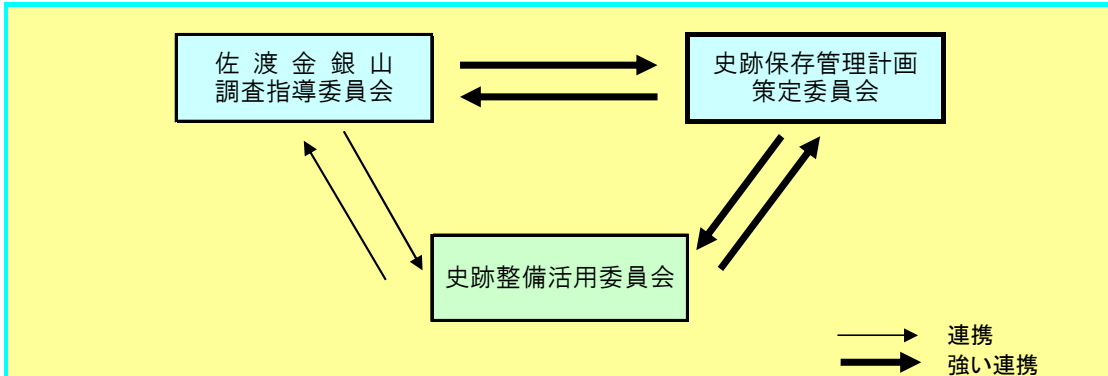 佐渡金銀山
調査指導委員会
史跡保存管理計画
策定委員会
史跡整備活用委員会
連携
強い連携